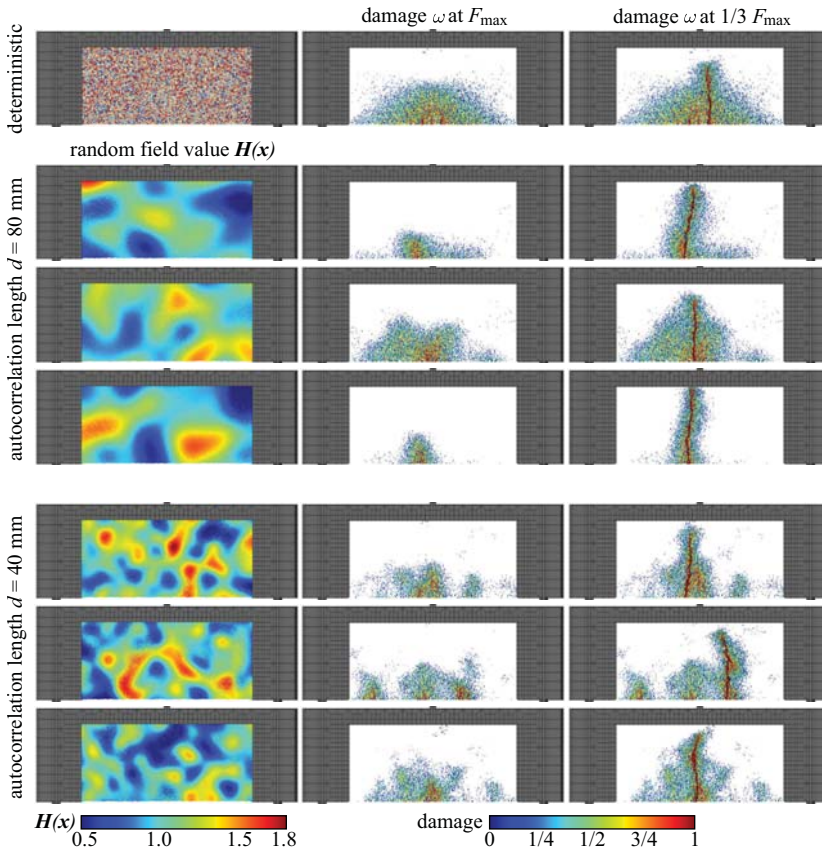 damage ω at Fmax
damage ω at 1/3 Fmax
deterministic
random field value H(x)
autocorrelation length d = 80 mm
autocorrelation length d = 40 mm
H(x)
0.5 1.0 1.5 1.8
damage
0 1/4 1/2 3/4 1